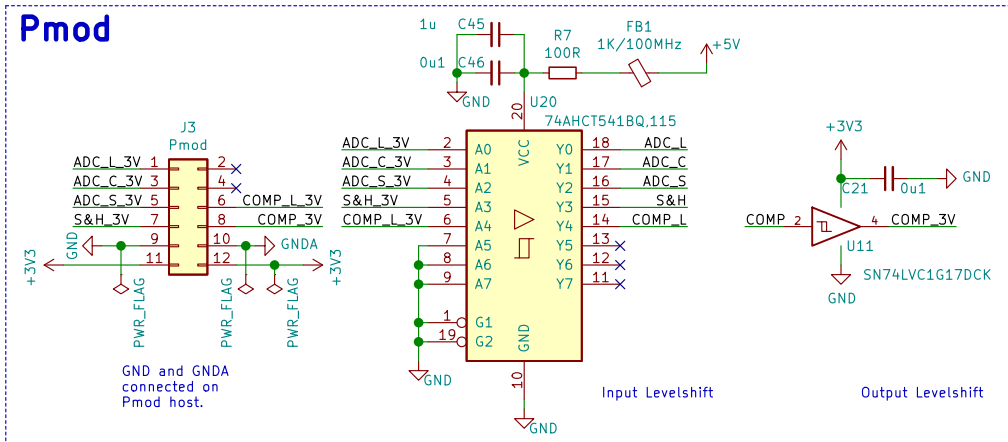 Pmod
1u
C45
0u1
C46
GND
R7
100R
FB1
1K/100MHz
+5V
J3
Pmod
ADC_L_3V 1
ADC_C_3V 3
ADC_S_3V 5
S&H_3V 7
GND 9
+3V3 11
2
4
6 COMP_L_3V
8 COMP_3V
10 GNDA
12 +3V3
PWR_FLAG
PWR_FLAG
PWR_FLAG
GND and GNDA
connected on
Pmod host.
U20
74AHCT541BQ,115
20
VCC
ADC_L_3V 2 A0 Y0 18 ADC_L
ADC_C_3V 3 A1 Y1 17 ADC_C
ADC_S_3V 4 A2 Y2 16 ADC_S
S&H_3V 5 A3 Y3 15 S&H
COMP_L_3V 6 A4 Y4 14 COMP_L
7 A5 Y5 13
8 A6 Y6 12
9 A7 Y7 11
1 G1
19 G2
GND
10
GND
GND
Input Levelshift
+3V3
C21
0u1
GND
COMP 2
4 COMP_3V
U11
SN74LVC1G17DCK
GND
Output Levelshift